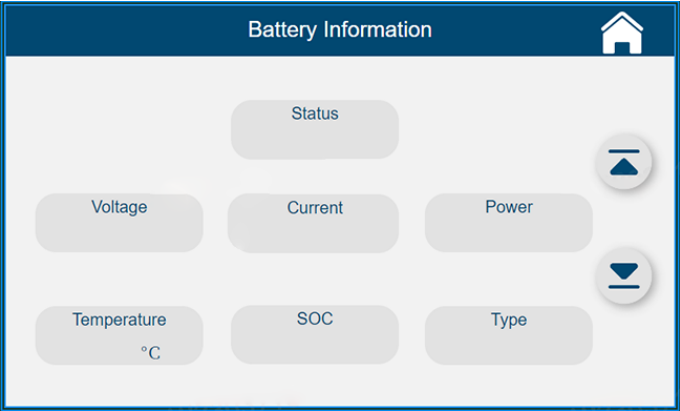 Battery Information
Status
Voltage
Current
Power
Temperature
°C
SOC
Type